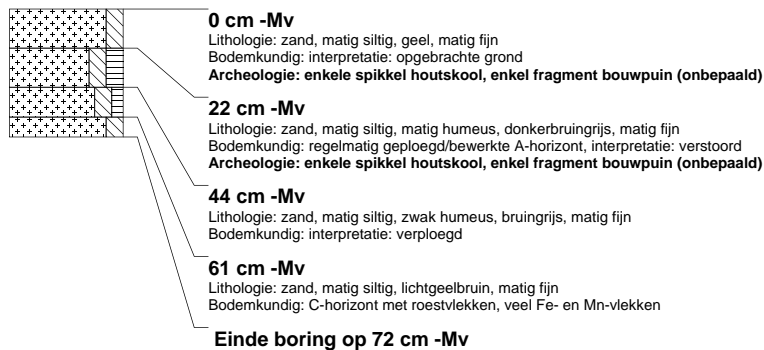 0 cm -Mv
Lithologie: zand, matig siltig, geel, matig fijn
Bodemkundig: interpretatie: opgebrachte grond
Archeologie: enkele spikkel houtskool, enkel fragment bouwpuin (onbepaald)
22 cm -Mv
Lithologie: zand, matig siltig, matig humeus, donkerbruingrijs, matig fijn
Bodemkundig: regelmatig geploegd/bewerkte A-horizont, interpretatie: verstoord
Archeologie: enkele spikkel houtskool, enkel fragment bouwpuin (onbepaald)
44 cm -Mv
Lithologie: zand, matig siltig, zwak humeus, bruingrijs, matig fijn
Bodemkundig: interpretatie: verploegd
61 cm -Mv
Lithologie: zand, matig siltig, lichtgeelbruin, matig fijn
Bodemkundig: C-horizont met roestvlekken, veel Fe- en Mn-vlekken
Einde boring op 72 cm -Mv